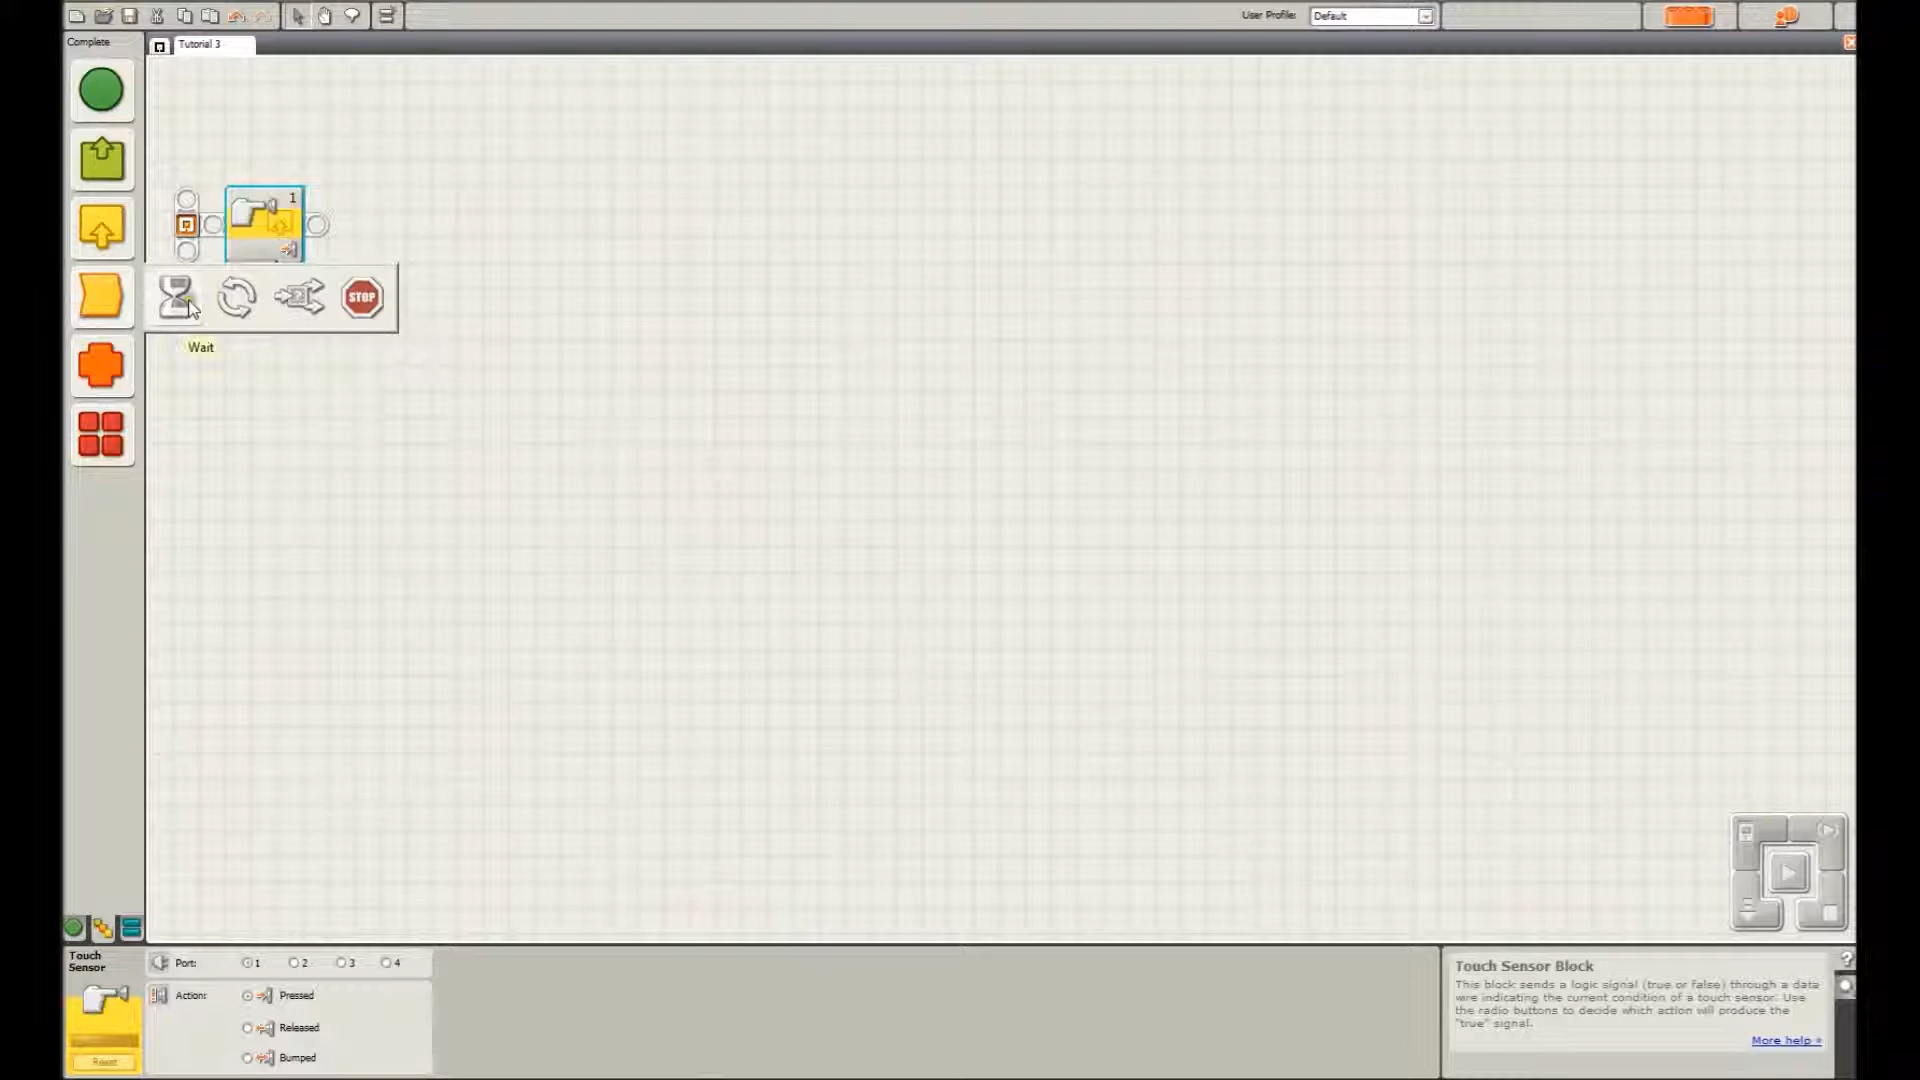 User Profile: Default
Complete
Tutorial 3
1
STOP
Wait
Touch Sensor Block
This block sends a logic signal (true or false) through a data
wire indicating the current condition of a touch sensor. Use
the radio buttons to decide which action will produce the
"true" signal.
More help »
Touch
Sensor
Port: 1 2 3 4
Action: Pressed
Released
Bumped
Reset
?